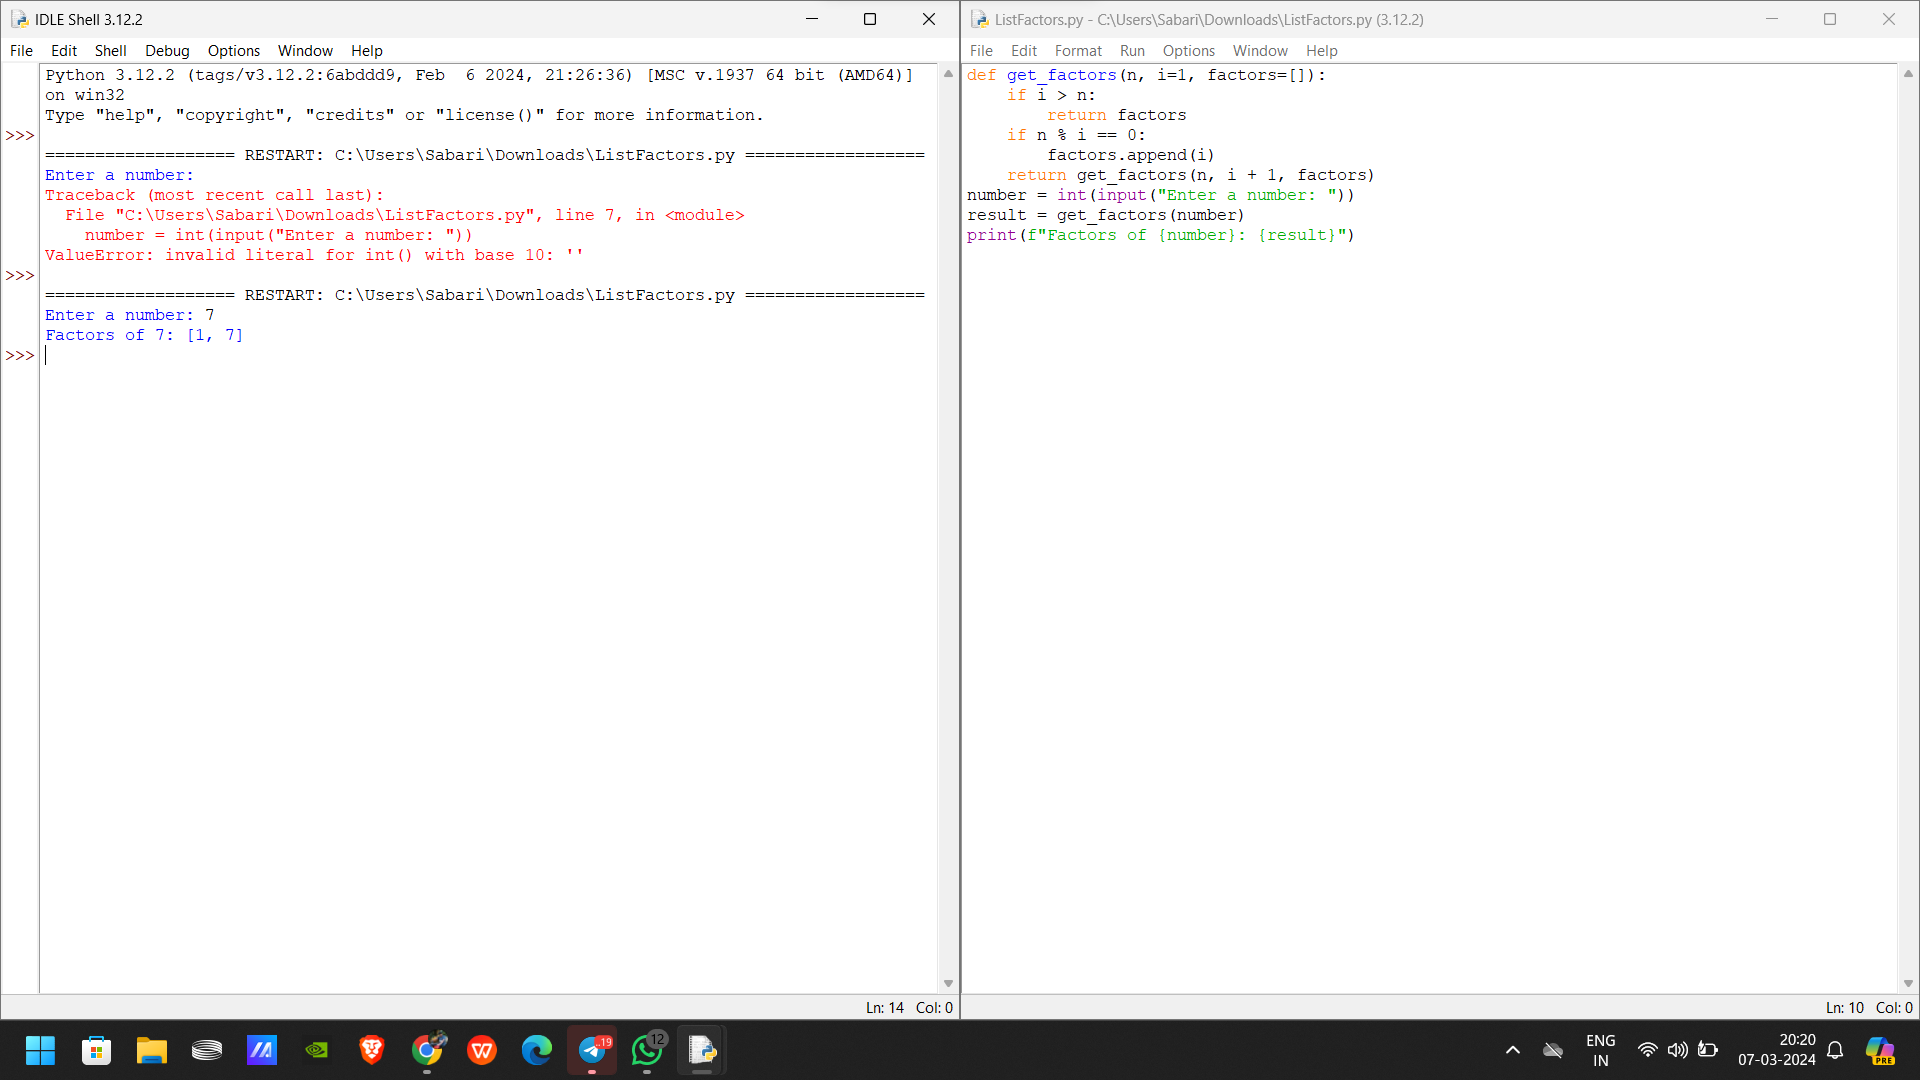 IDLE Shell 3.12.2
File Edit Shell Debug Options Window Help
Python 3.12.2 (tags/v3.12.2:6abddd9, Feb  6 2024, 21:26:36) [MSC v.1937 64 bit (AMD64)]
on win32
Type "help", "copyright", "credits" or "license()" for more information.
>>>
=================== RESTART: C:\Users\Sabari\Downloads\ListFactors.py ==================
Enter a number:
Traceback (most recent call last):
  File "C:\Users\Sabari\Downloads\ListFactors.py", line 7, in <module>
    number = int(input("Enter a number: "))
ValueError: invalid literal for int() with base 10: ''
>>>
=================== RESTART: C:\Users\Sabari\Downloads\ListFactors.py ==================
Enter a number: 7
Factors of 7: [1, 7]
>>>
Ln: 14 Col: 0
ListFactors.py - C:\Users\Sabari\Downloads\ListFactors.py (3.12.2)
File Edit Format Run Options Window Help
def get_factors(n, i=1, factors=[]):
    if i > n:
        return factors
    if n % i == 0:
        factors.append(i)
    return get_factors(n, i + 1, factors)
number = int(input("Enter a number: "))
result = get_factors(number)
print(f"Factors of {number}: {result}")
Ln: 10 Col: 0
..19
12
ENG
IN
20:20
07-03-2024
PRE